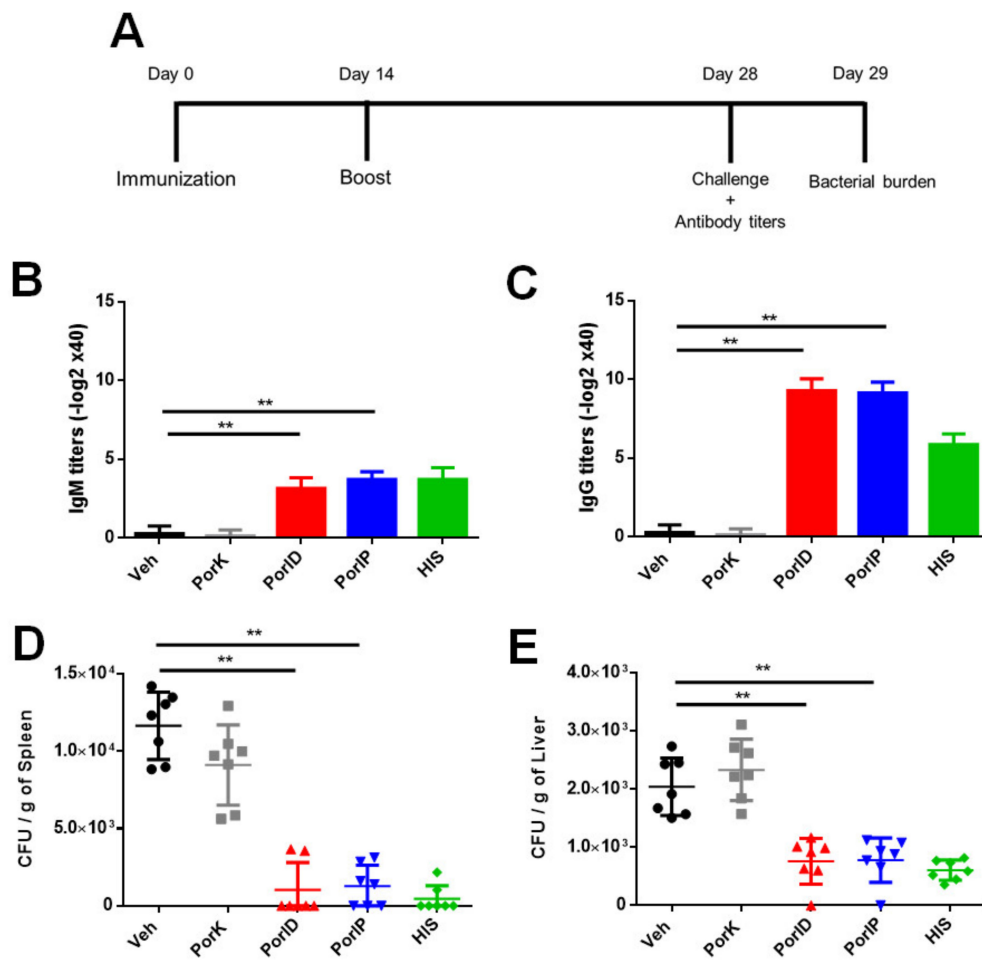 A
Day 0 Day 14 Day 28 Day 29
Immunization Boost Challenge Bacterial burden
+
Antibody titers
B
IgM titers (-log2 x40)
15
10
5
0
**
**
Veh PorK PorID PorIP HIS
C
IgG titers (-log2 x40)
15
10
5
0
**
**
Veh PorK PorID PorIP HIS
D
CFU / g of Spleen
1.5×10⁴
1.0×10⁴
5.0×10³
0
**
**
Veh PorK PorID PorIP HIS
E
CFU / g of Liver
4.0×10³
3.0×10³
2.0×10³
1.0×10³
0
**
**
Veh PorK PorID PorIP HIS